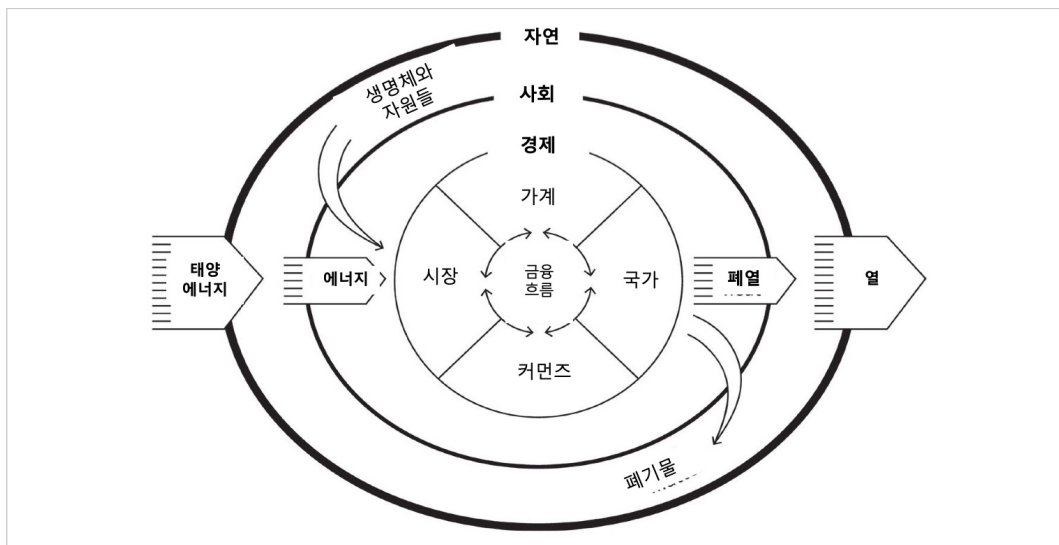 자연
생명체와
자원들
사회
경제
가계
태양
에너지
에너지
시장
금융
흐름
국가
폐열
열
커먼즈
폐기물